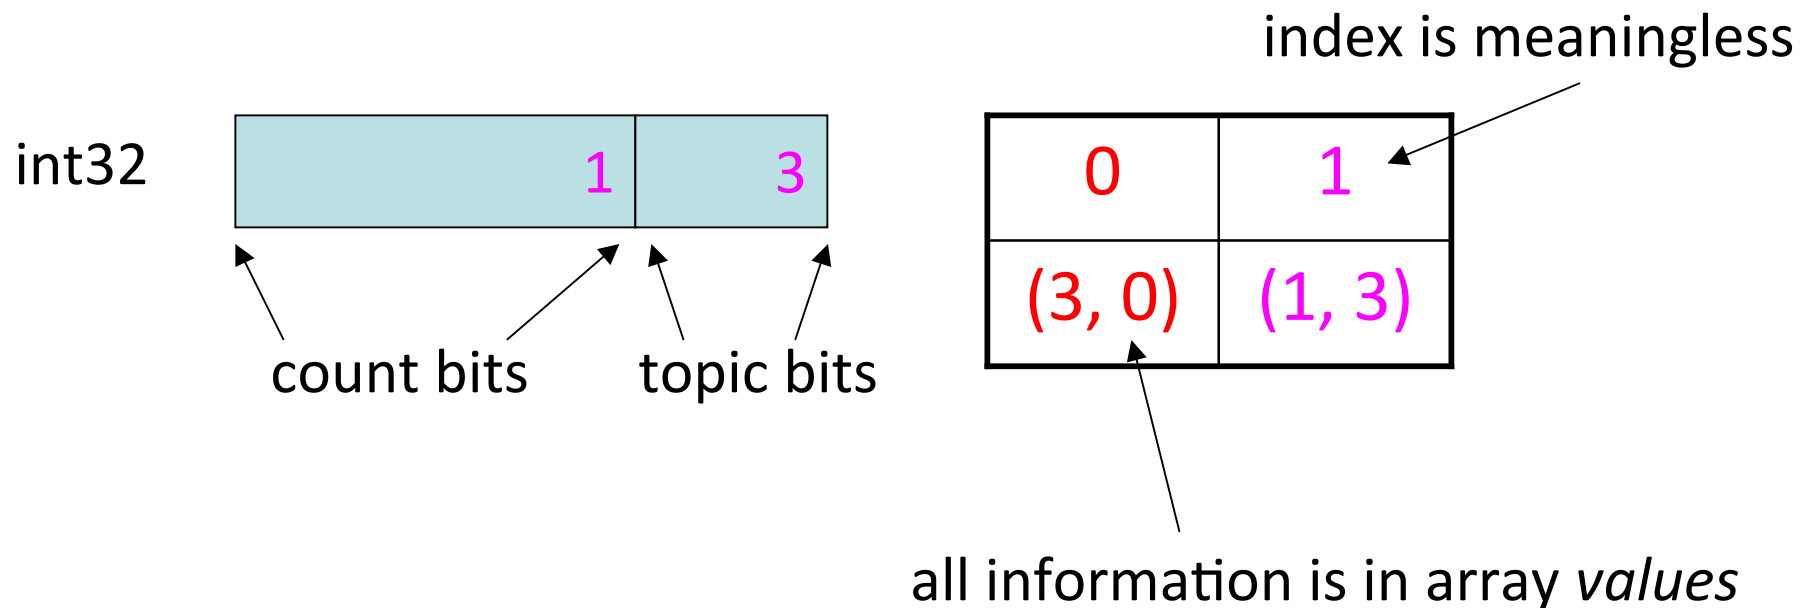 index is meaningless
int32 1 3
0 1
(3, 0) (1, 3)
count bits topic bits
all information is in array values